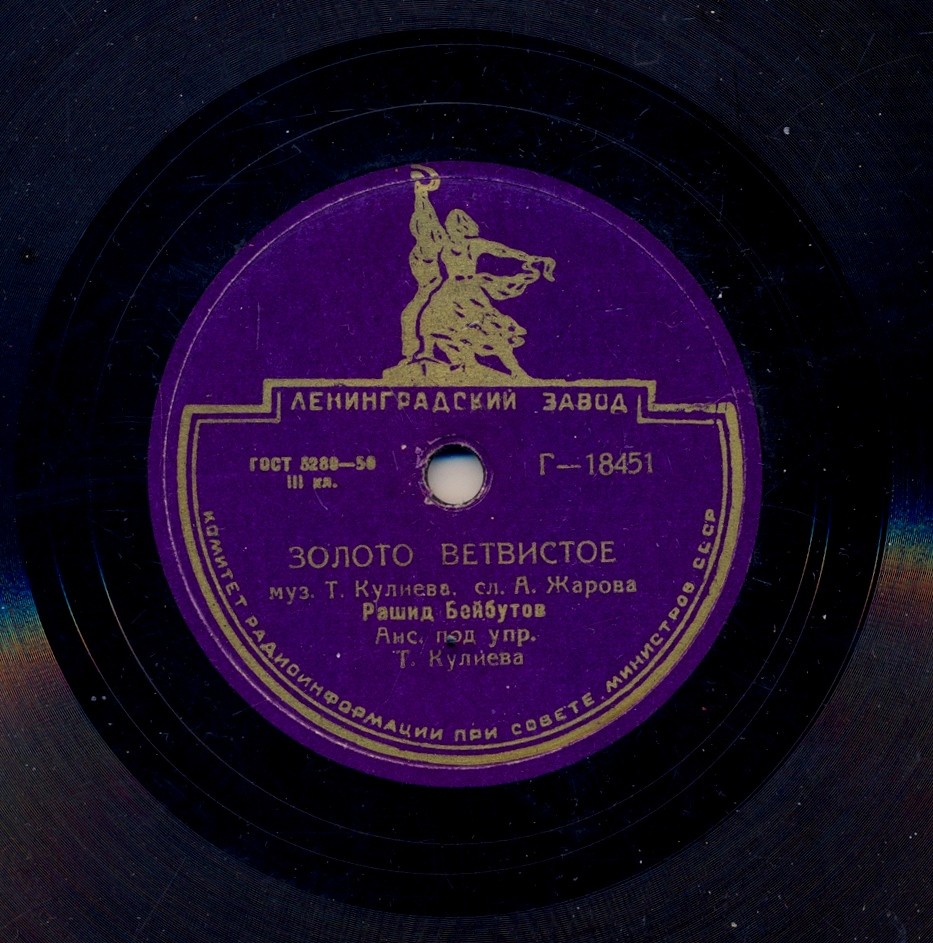 ЛЕНИНГРАДСКИЙ ЗАВОД
ГОСТ 5289—50
III кл.
Г—18451
ЗОЛОТО ВЕТВИСТОЕ
муз. Т. Кулиева, сл. А. Жарова
Рашид Бейбутов
Анс. под упр.
Т. Кулиева
КОМИТЕТ РАДИОИНФОРМАЦИИ ПРИ СОВЕТЕ МИНИСТРОВ СССР